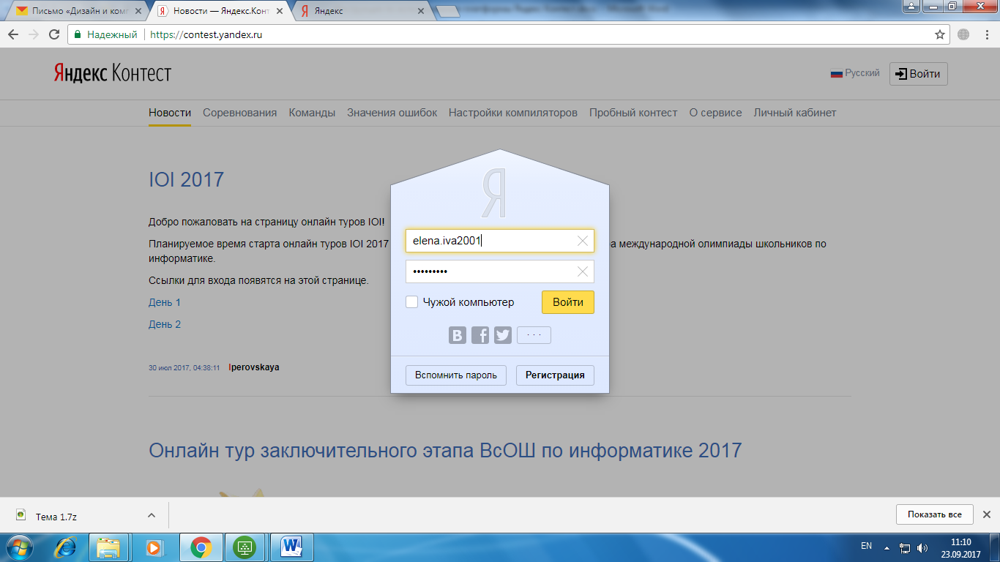 Письмо «Дизайн и комп
Новости — Яндекс.Конт
Яндекс
Надежный
https://contest.yandex.ru
Яндекс Контест
Русский
Войти
Новости
Соревнования
Команды
Значения ошибок
Настройки компиляторов
Пробный контест
О сервисе
Личный кабинет
IOI 2017
Добро пожаловать на страницу онлайн туров IOI!
Планируемое время старта онлайн туров IOI 2017
ра международной олимпиады школьников по
информатике.
Ссылки для входа появятся на этой странице.
День 1
День 2
30 июл 2017, 04:38:11
lperovskaya
Я
elena.iva2001
•••••••••
Чужой компьютер
Войти
В f
...
Вспомнить пароль
Регистрация
Онлайн тур заключительного этапа ВсОШ по информатике 2017
Тема 1.7z
Показать все
EN
11:10
23.09.2017